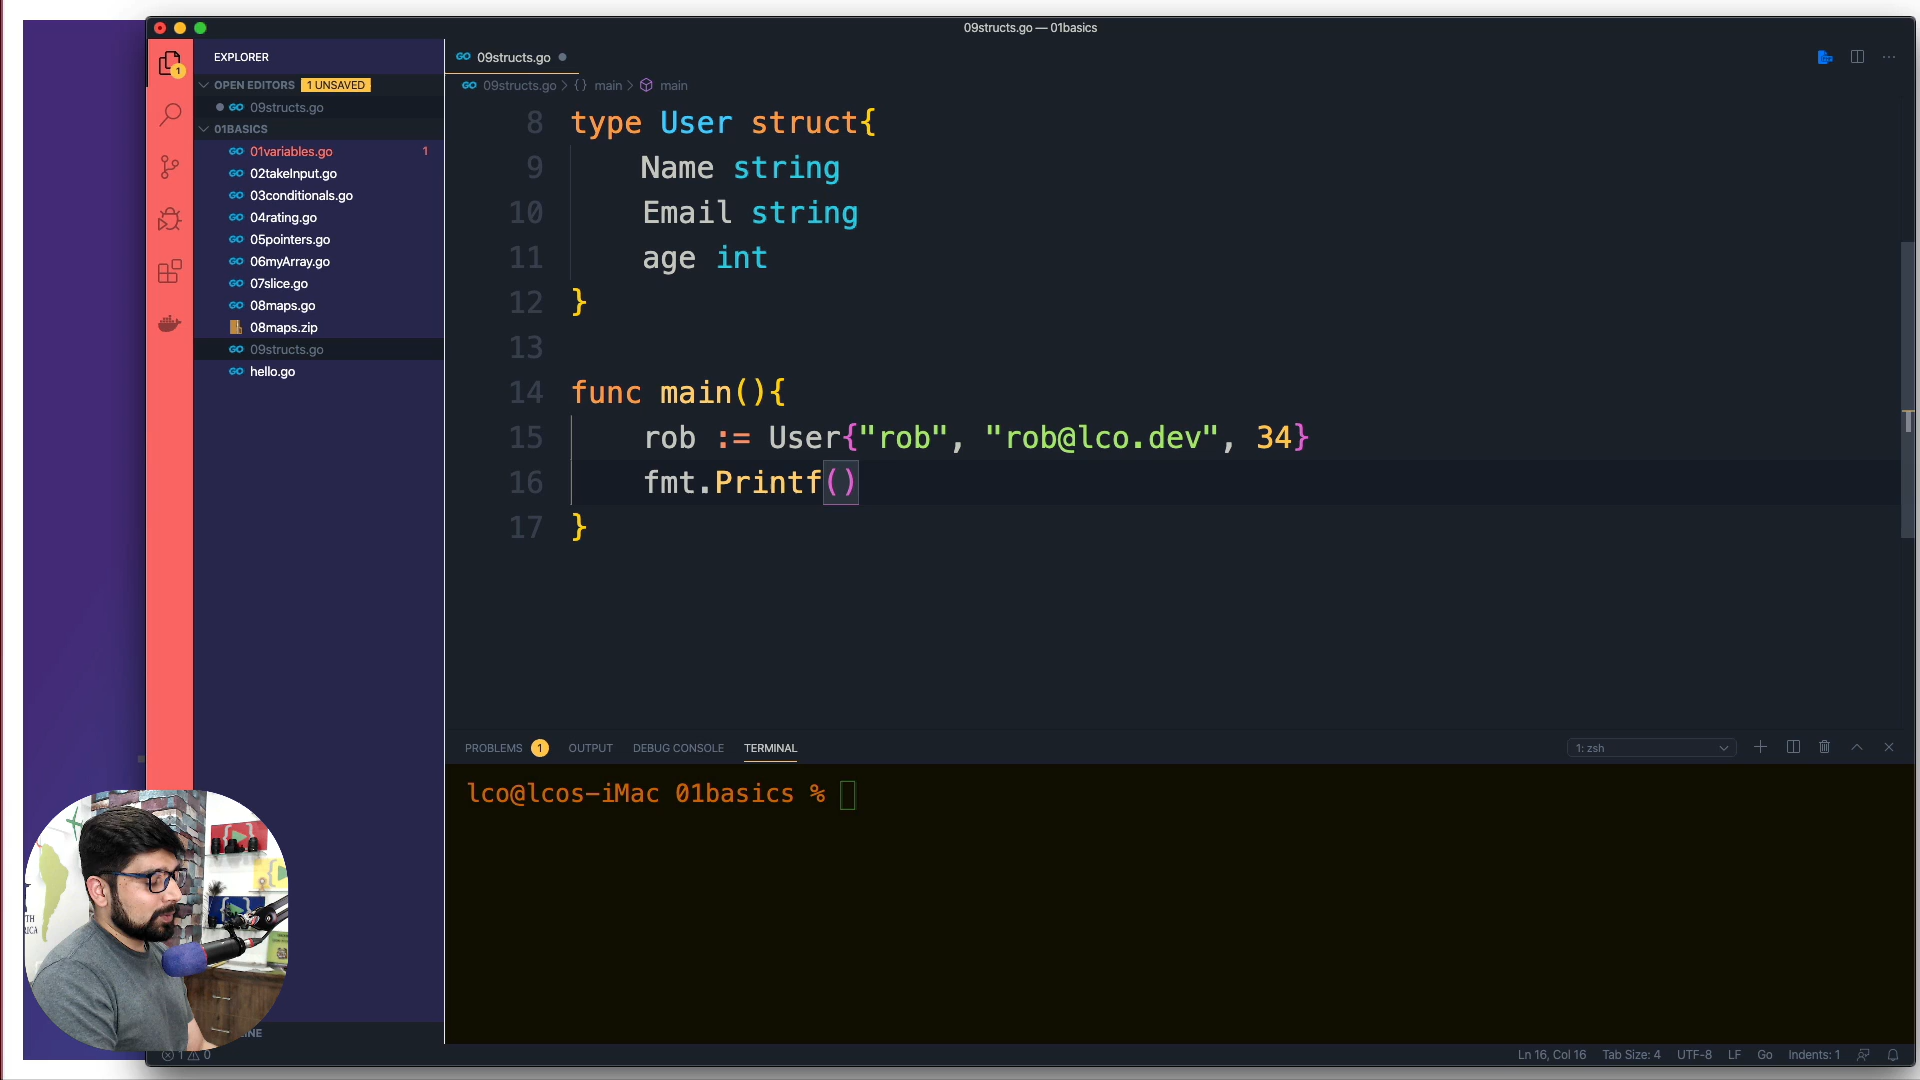 09structs.go — 01basics
EXPLORER
OPEN EDITORS 1 UNSAVED
09structs.go
01BASICS
01variables.go 1
02takeInput.go
03conditionals.go
04rating.go
05pointers.go
06myArray.go
07slice.go
08maps.go
08maps.zip
09structs.go
hello.go
1
GO 09structs.go
GO 09structs.go > {} main > main
8 type User struct{
9 Name string
10 Email string
11 age int
12 }
13
14 func main(){
15 rob := User{"rob", "rob@lco.dev", 34}
16 fmt.Printf()
17 }
PROBLEMS 1 OUTPUT DEBUG CONSOLE TERMINAL
1: zsh
lco@lcos-iMac 01basics %
1 0
Ln 16, Col 16 Tab Size: 4 UTF-8 LF Go Indents: 1